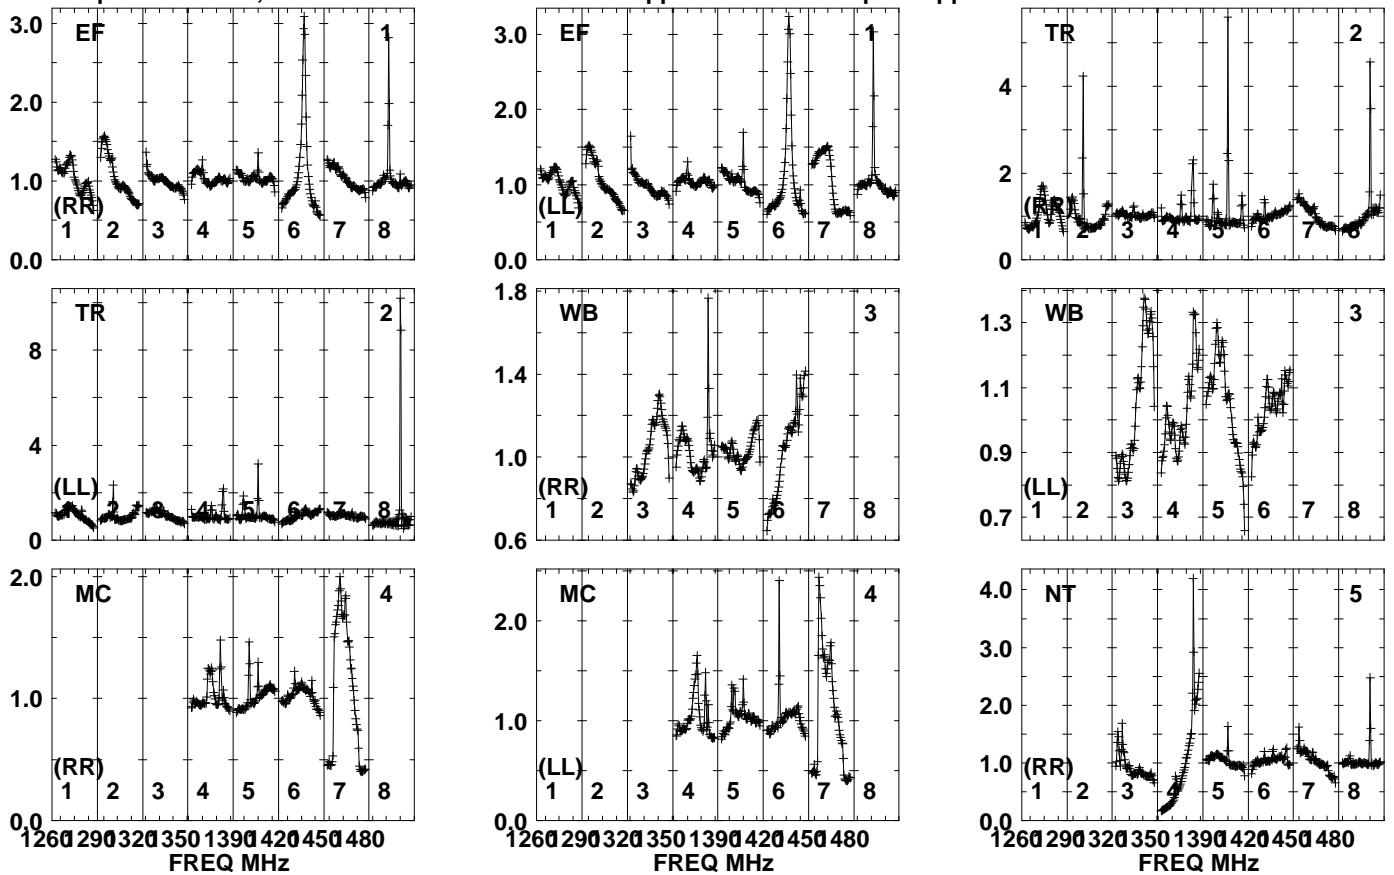 3.0 EF 1
2.0
1.0
(RR)
1 2 3 4 5 6 7 8
0.0
3.0 EF 1
2.0
1.0
(LL)
1 2 3 4 5 6 7 8
0.0
TR 2
4
2
(RR)
1 2 3 4 5 6 7 8
0
TR 2
8
4
(LL)
1 2 3 4 5 6 7 8
0
1.8 WB 3
1.4
1.0
(RR)
1 2 3 4 5 6 7 8
0.6
WB 3
1.3
1.1
0.9
(LL)
1 2 3 4 5 6 7 8
0.7
2.0 MC 4
1.0
(RR)
1 2 3 4 5 6 7 8
0.0
1260 1290 1320 1350 1390 1420 1450 1480
FREQ MHz
MC 4
2.0
1.0
(LL)
1 2 3 4 5 6 7 8
0.0
1260 1290 1320 1350 1390 1420 1450 1480
FREQ MHz
4.0 NT 5
3.0
2.0
1.0
(RR)
1 2 3 4 5 6 7 8
0.0
1260 1290 1320 1350 1390 1420 1450 1480
FREQ MHz